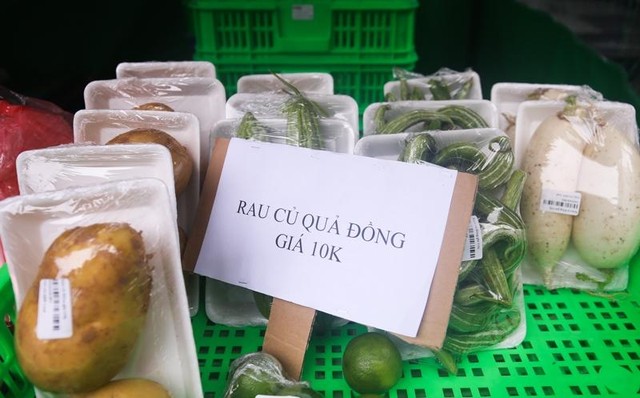 RAU CỦ QUẢ ĐỒNG
GIÁ 10K